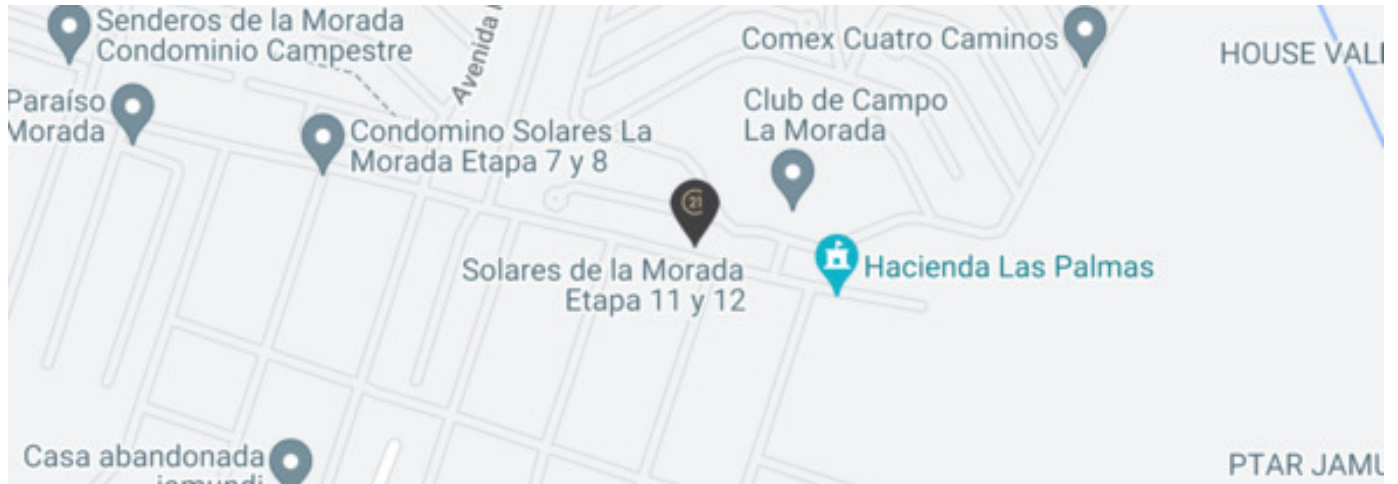 Senderos de la Morada
Condominio Campestre
Avenida
Comex Cuatro Caminos
HOUSE
Paraíso
Morada
Condomino Solares La
Morada Etapa 7 y 8
Club de Campo
La Morada
21
Solares de la Morada
Etapa 11 y 12
Hacienda Las Palmas
Casa abandonada
jamundi
PTAR